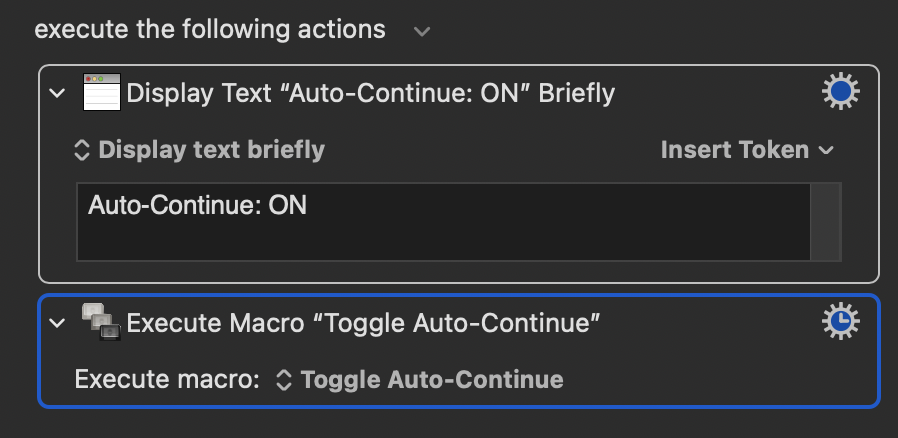 execute the following actions
Display Text “Auto-Continue: ON” Briefly
Display text briefly Insert Token
Auto-Continue: ON
Execute Macro “Toggle Auto-Continue”
Execute macro: Toggle Auto-Continue